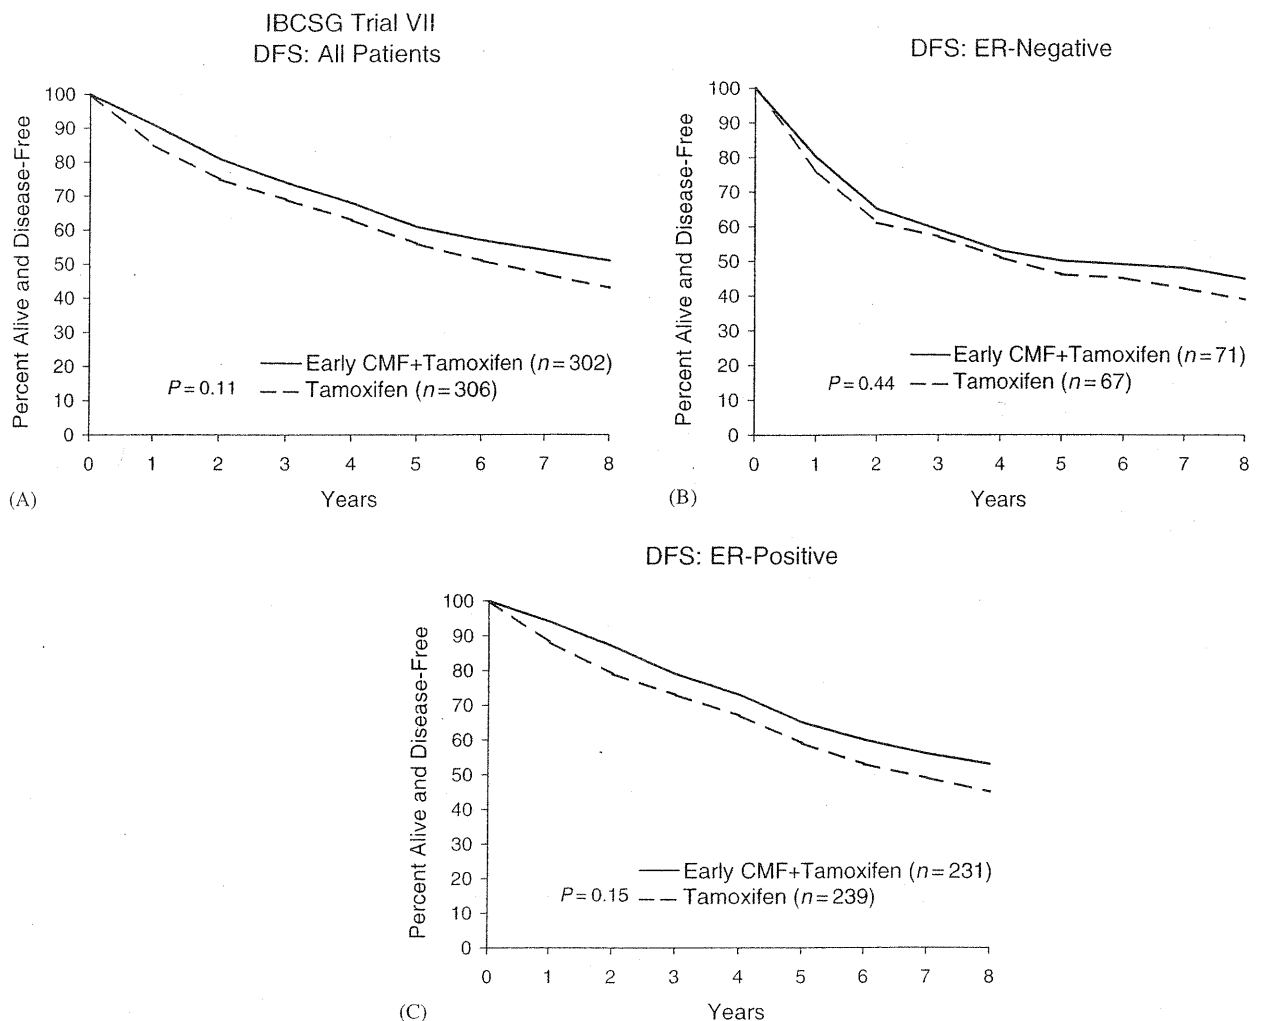 IBCSG Trial VII
DFS: All Patients
Percent Alive and Disease-Free
100
90
80
70
60
50
40
30
20
10
0
Early CMF+Tamoxifen (n=302)
P=0.11
Tamoxifen (n=306)
0 1 2 3 4 5 6 7 8
Years
(A)
DFS: ER-Negative
Percent Alive and Disease-Free
100
90
80
70
60
50
40
30
20
10
0
Early CMF+Tamoxifen (n=71)
P=0.44
Tamoxifen (n=67)
0 1 2 3 4 5 6 7 8
Years
(B)
DFS: ER-Positive
Percent Alive and Disease-Free
100
90
80
70
60
50
40
30
20
10
0
Early CMF+Tamoxifen (n=231)
P=0.15
Tamoxifen (n=239)
0 1 2 3 4 5 6 7 8
Years
(C)